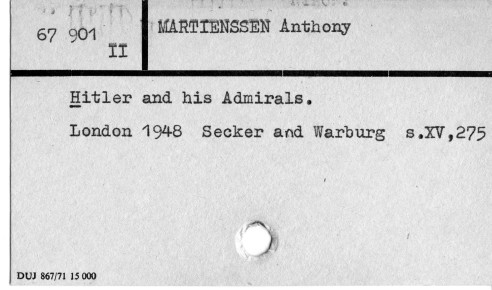 67 901
II
MARTIENSSEN Anthony
Hitler and his Admirals.
London 1948 Secker and Warburg s.XV,275
DUJ 867/71 15 000